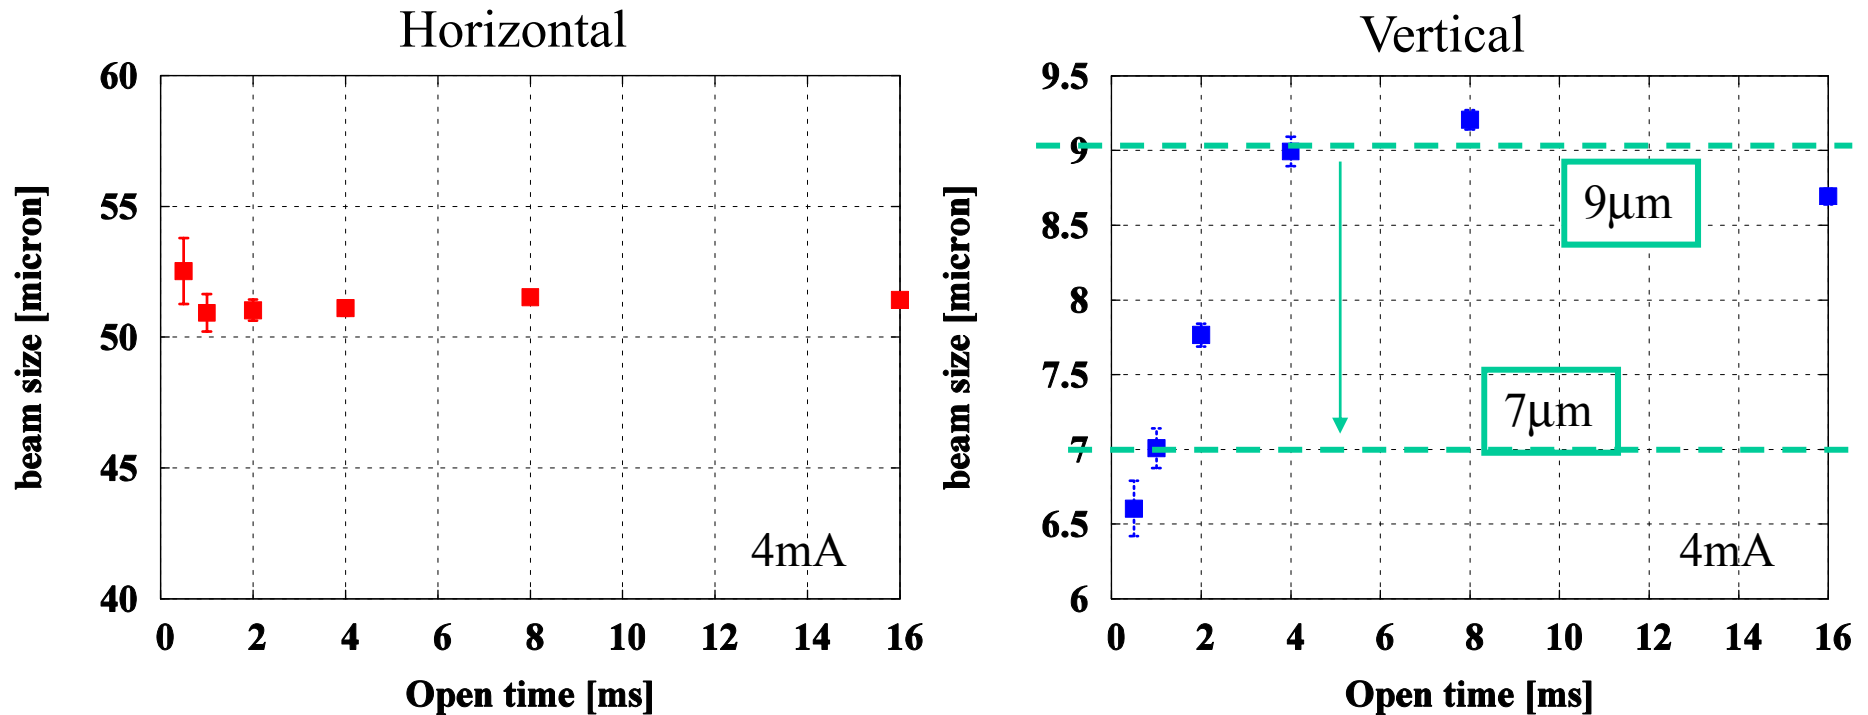 Horizontal
60
55
50
45
40
beam size [micron]
4mA
0 2 4 6 8 10 12 14 16
Open time [ms]
Vertical
9.5
9
8.5
8
7.5
7
6.5
6
beam size [micron]
9μm
7μm
4mA
0 2 4 6 8 10 12 14 16
Open time [ms]